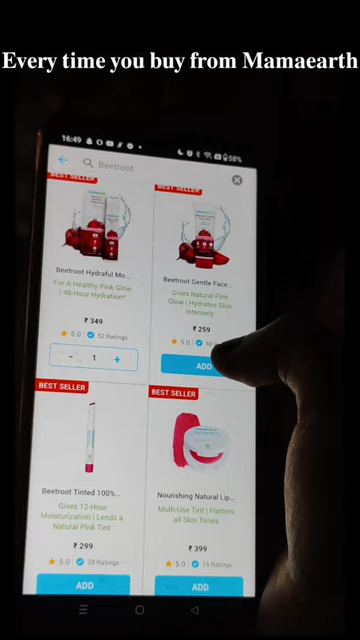 Every time you buy from Mamaearth
16:49
58%
Beetroot
BEST SELLER
BEST SELLER
Beetroot Hydraful Mo...
For A Healthy Pink Glow
| 48-Hour Hydration*
₹ 349
5.0
52 Ratings
- 1 +
Beetroot Gentle Face...
Gives Natural Pink
Glow | Hydrates Skin
Intensely
₹ 259
5.0
ADD
BEST SELLER
BEST SELLER
Beetroot Tinted 100%...
Gives 12-Hour
Moisturization | Lends a
Natural Pink Tint
₹ 299
5.0
28 Ratings
ADD
Nourishing Natural Lip...
Multi-Use Tint | Flatters
all Skin Tones
₹ 399
5.0
15 Ratings
ADD